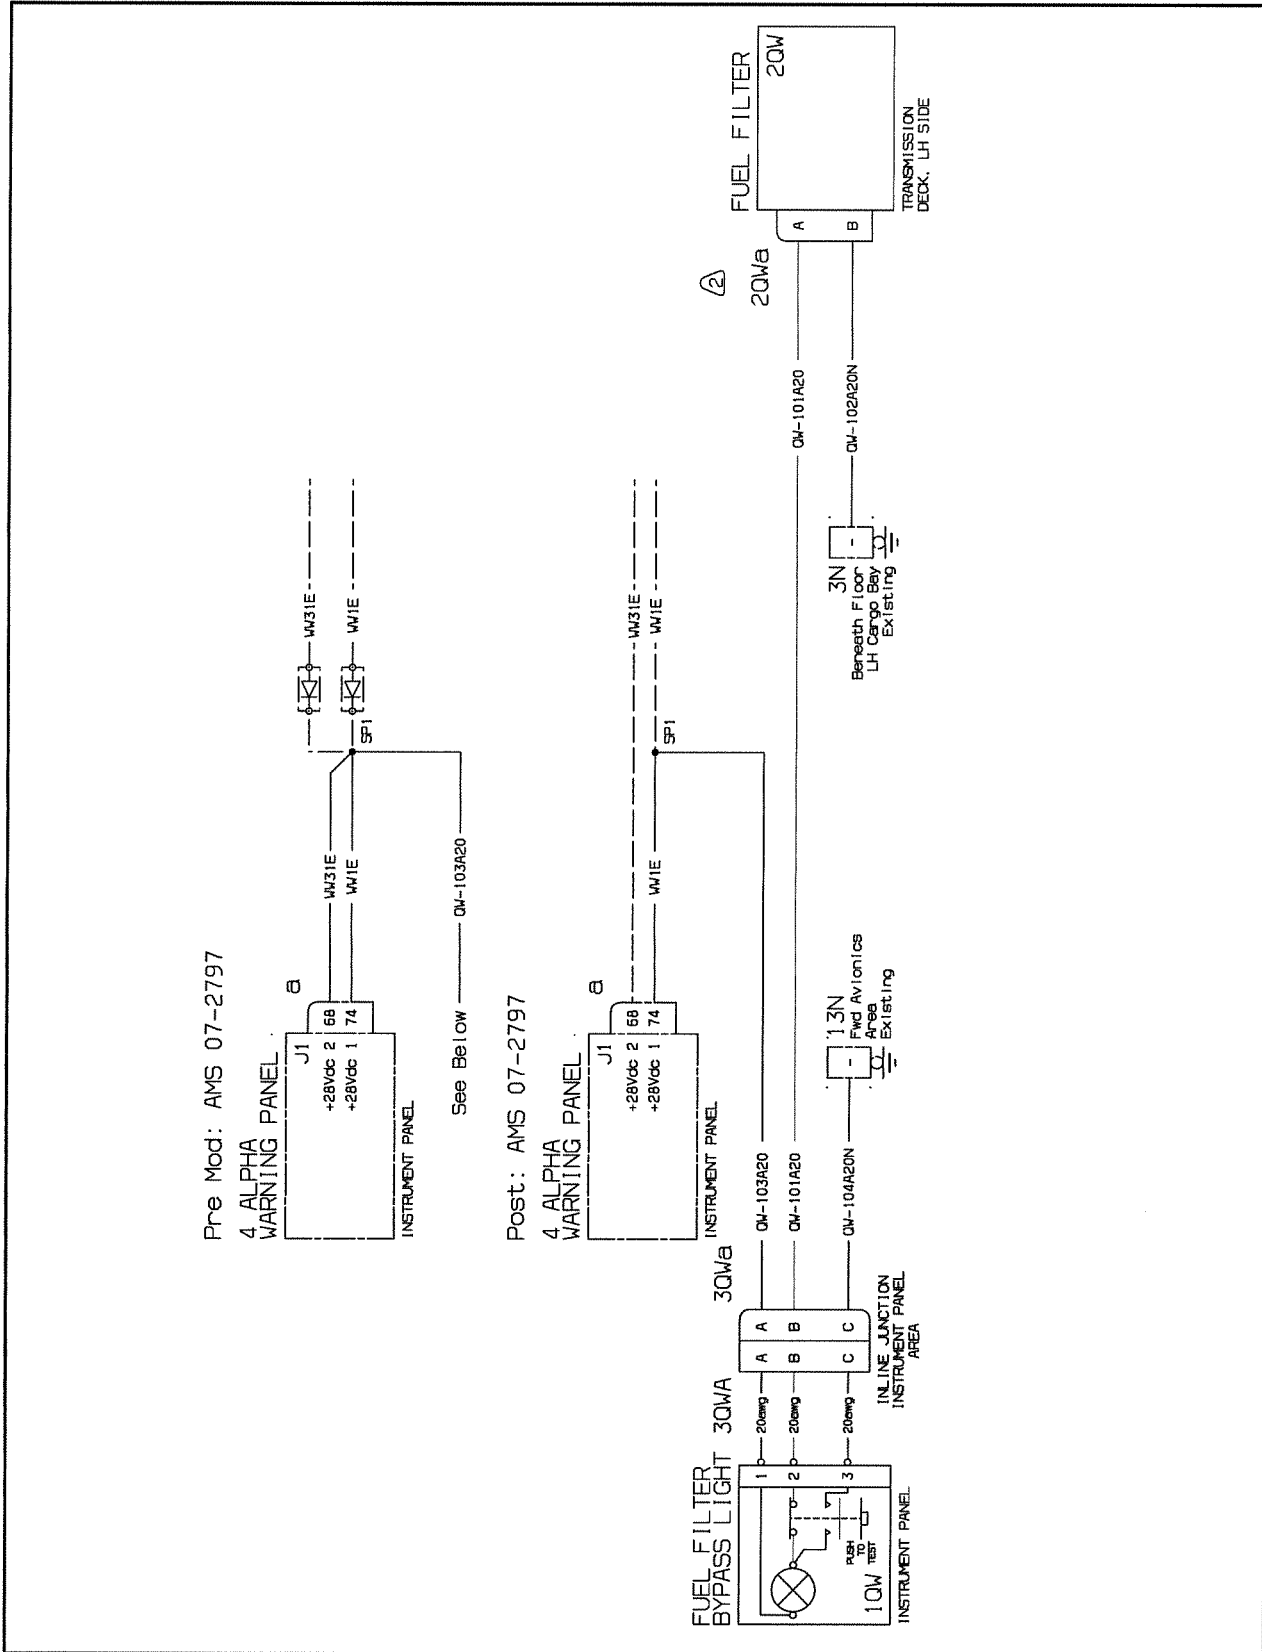 Pre Mod: AMS 07-2797
4 ALPHA
WARNING PANEL
J1
a
+28Vdc 2
68
+28Vdc 1
74
INSTRUMENT PANEL
WW31E
WW1E
SP1
WW31E
WW1E
See Below
QW-103A20
Post: AMS 07-2797
4 ALPHA
WARNING PANEL
J1
a
+28Vdc 2
68
+28Vdc 1
74
INSTRUMENT PANEL
WW1E
SP1
WW31E
WW1E
FUEL FILTER
BYPASS LIGHT
1
2
3
PUSH
TO
TEST
1QW
INSTRUMENT PANEL
3QWA
20awg
20awg
20awg
3QWa
A
A
B
B
C
C
INLINE JUNCTION
INSTRUMENT PANEL
AREA
QW-103A20
QW-101A20
QW-104A20N
13N
-
Fwd Avionics
Area
Existing
3N
-
Beneath Floor
LH Cargo Bay
Existing
QW-101A20
QW-102A20N
2
2QWa
A
B
FUEL FILTER
2QW
TRANSMISSION
DECK, LH SIDE